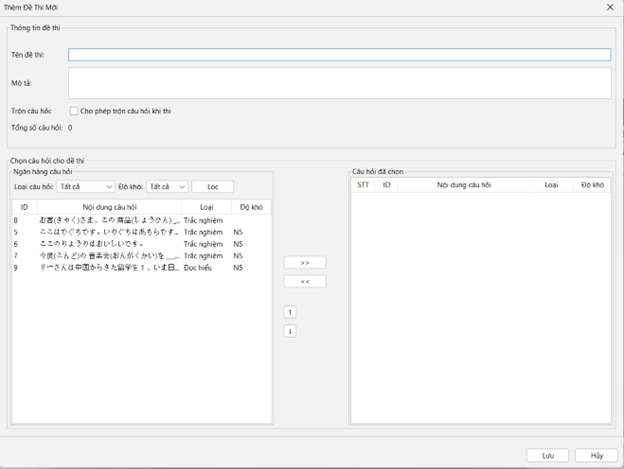 Thêm Đề Thi Mới
Thông tin đề thi
Tên đề thi:
Mô tả:
Trộn câu hỏi: Cho phép trộn câu hỏi khi thi
Tổng số câu hỏi: 0
Chọn câu hỏi cho đề thi
Ngân hàng câu hỏi
Loại câu hỏi: Tất cả Độ khó: Tất cả Lọc
ID Nội dung câu hỏi Loại Độ khó
8 お客(きゃく)さま、この 商品(しょうひん) _... Trắc nghiệm
5 ここはでぐちです。いりぐちはあちらです... Trắc nghiệm N5
6 ここのりょうりはおいしいです。 Trắc nghiệm N5
7 今度(こんど)の 音楽会(おんがくかい)を __... Trắc nghiệm N5
9 リーさんは中国からきた留学生 1 、いま日... Đọc hiểu N5
>>
<<
↑
↓
Câu hỏi đã chọn
STT ID Nội dung câu hỏi Loại Độ khó
Lưu Hủy